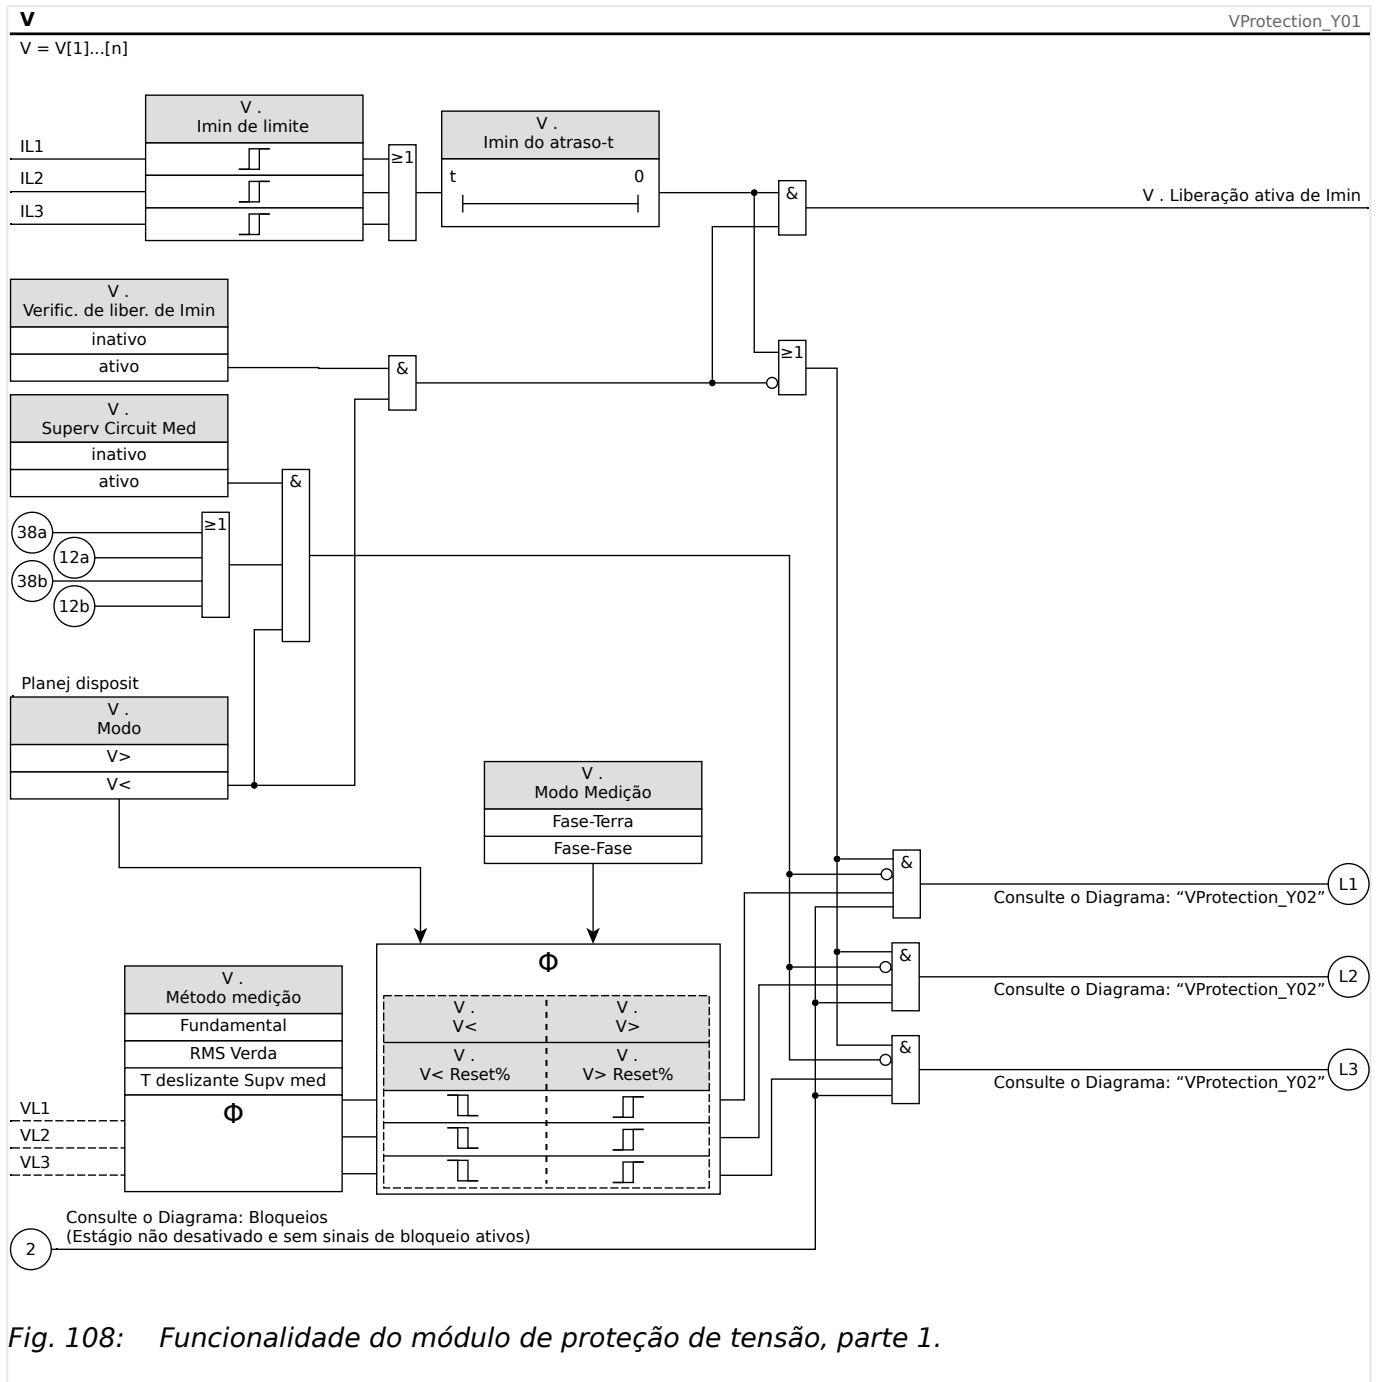 V
VProtection_Y01
V = V[1]...[n]
V .
Imin de limite
IL1
IL2
IL3
≥1
V .
Imin do atraso-t
t 0
&
V . Liberação ativa de Imin
V .
Verific. de liber. de Imin
inativo
ativo
&
≥1
V .
Superv Circuit Med
inativo
ativo
&
38a
12a
38b
12b
≥1
Planej disposit
V .
Modo
V>
V<
V .
Modo Medição
Fase-Terra
Fase-Fase
&
L1
Consulte o Diagrama: “VProtection_Y02”
&
L2
Consulte o Diagrama: “VProtection_Y02”
&
L3
Consulte o Diagrama: “VProtection_Y02”
Φ
V .
V<
V .
V>
V .
V< Reset%
V .
V> Reset%
V .
Método medição
Fundamental
RMS Verda
T deslizante Supv med
Φ
VL1
VL2
VL3
Consulte o Diagrama: Bloqueios
(Estágio não desativado e sem sinais de bloqueio ativos)
2
Fig. 108: Funcionalidade do módulo de proteção de tensão, parte 1.